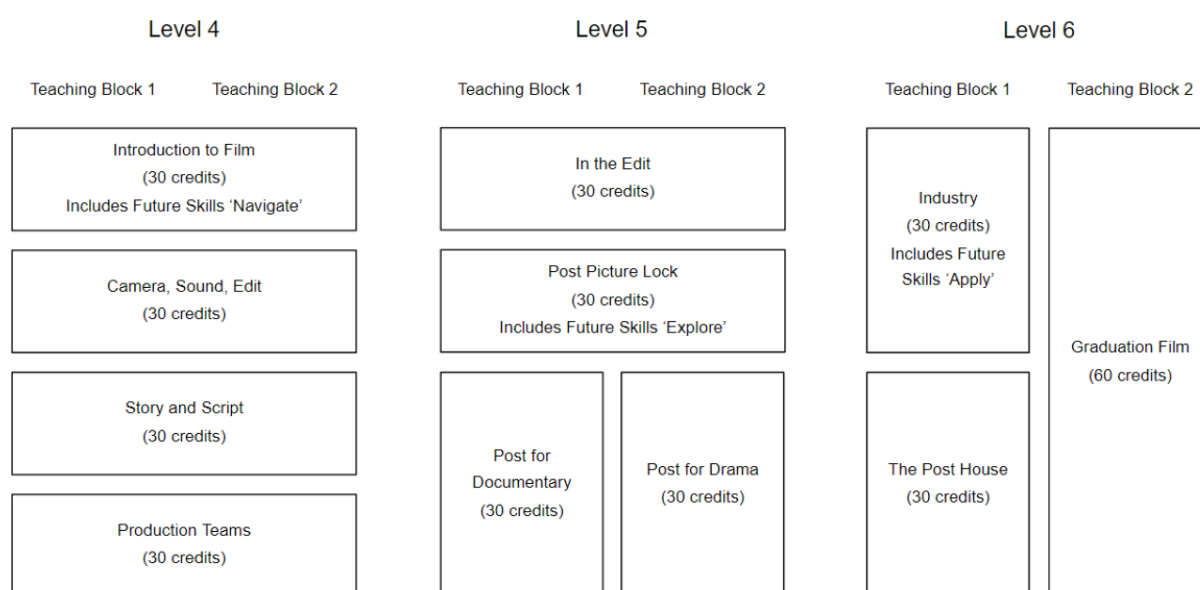 Level 4
Teaching Block 1
Teaching Block 2
Introduction to Film
(30 credits)
Includes Future Skills ‘Navigate’
Camera, Sound, Edit
(30 credits)
Story and Script
(30 credits)
Production Teams
(30 credits)
Level 5
Teaching Block 1
Teaching Block 2
In the Edit
(30 credits)
Post Picture Lock
(30 credits)
Includes Future Skills ‘Explore’
Post for
Documentary
(30 credits)
Post for Drama
(30 credits)
Level 6
Teaching Block 1
Teaching Block 2
Industry
(30 credits)
Includes Future
Skills ‘Apply’
The Post House
(30 credits)
Graduation Film
(60 credits)